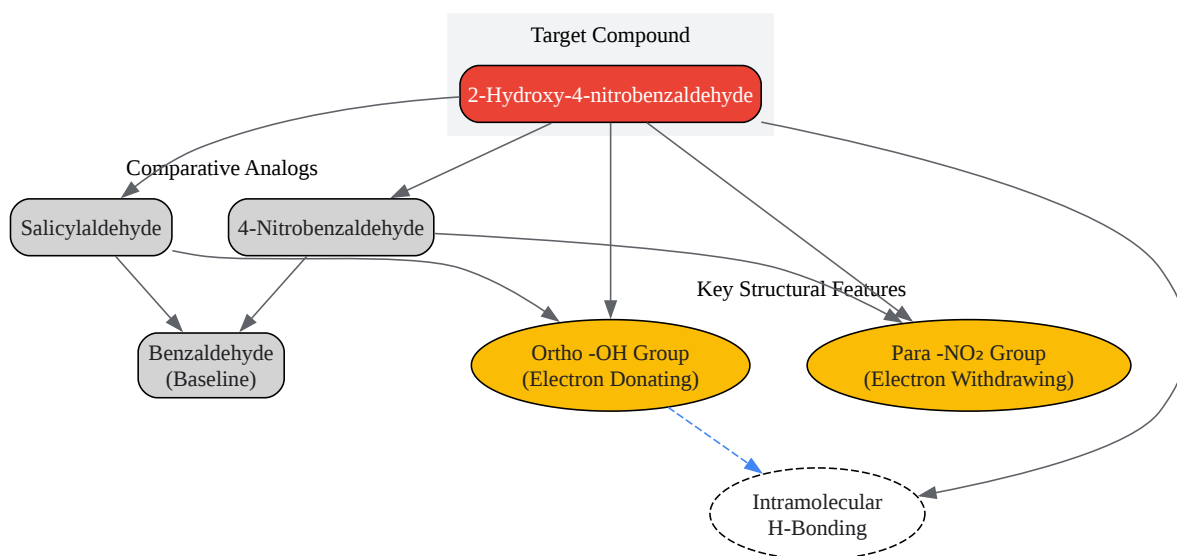 Target Compound
2-Hydroxy-4-nitrobenzaldehyde
Comparative Analogs
Salicylaldehyde
4-Nitrobenzaldehyde
Key Structural Features
Benzaldehyde
(Baseline)
Ortho -OH Group
(Electron Donating)
Para -NO₂ Group
(Electron Withdrawing)
Intramolecular
H-Bonding